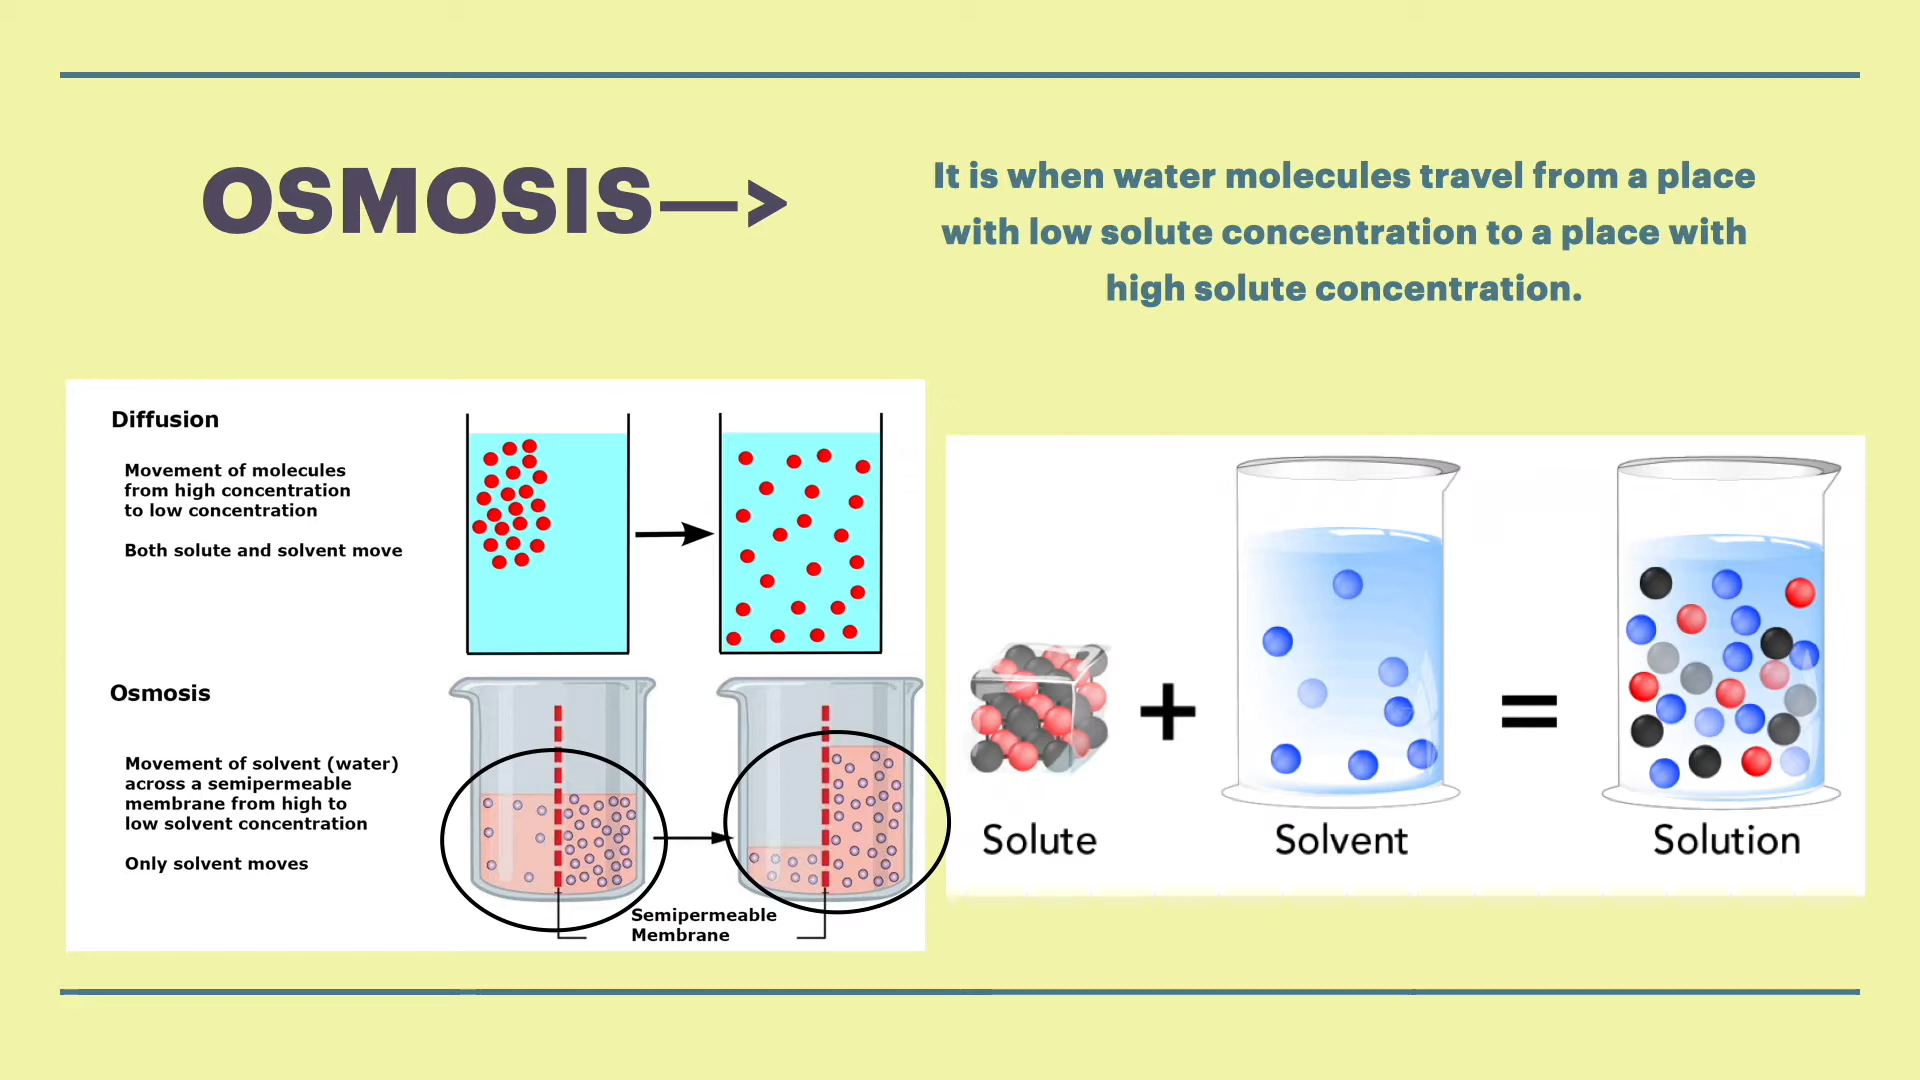 OSMOSIS—>
It is when water molecules travel from a place
with low solute concentration to a place with
high solute concentration.
Diffusion
Movement of molecules
from high concentration
to low concentration
Both solute and solvent move
Osmosis
Movement of solvent (water)
across a semipermeable
membrane from high to
low solvent concentration
Only solvent moves
Semipermeable
Membrane
+
=
Solute
Solvent
Solution